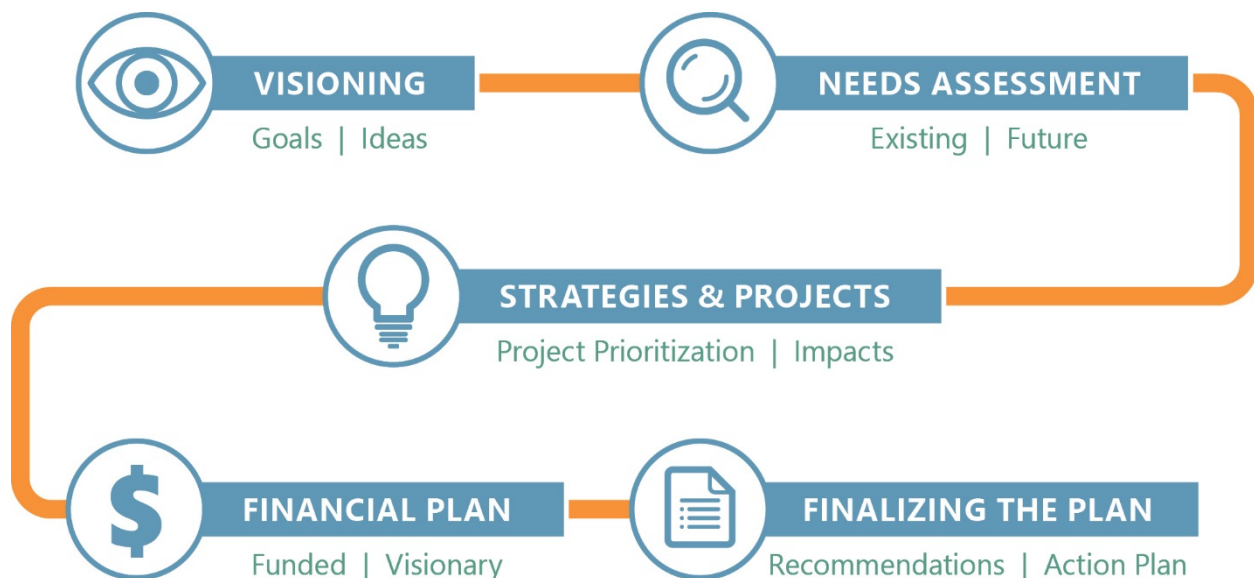 VISIONING
Goals | Ideas
NEEDS ASSESSMENT
Existing | Future
STRATEGIES & PROJECTS
Project Prioritization | Impacts
$
FINANCIAL PLAN
Funded | Visionary
FINALIZING THE PLAN
Recommendations | Action Plan